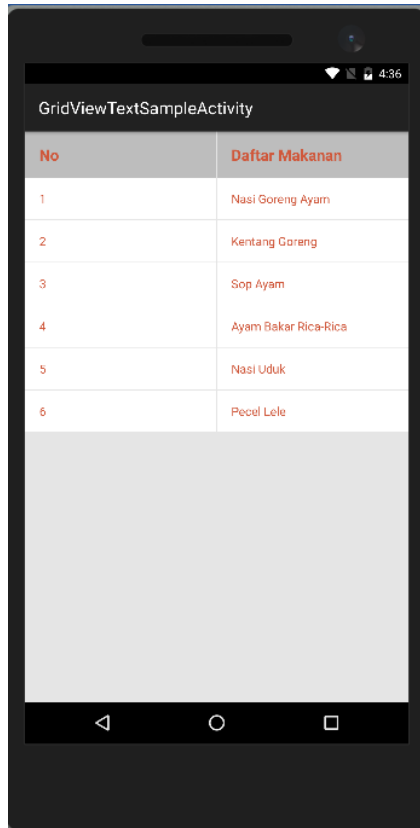 4:36
GridViewTextSampleActivity
No Daftar Makanan
1 Nasi Goreng Ayam
2 Kentang Goreng
3 Sop Ayam
4 Ayam Bakar Rica-Rica
5 Nasi Uduk
6 Pecel Lele